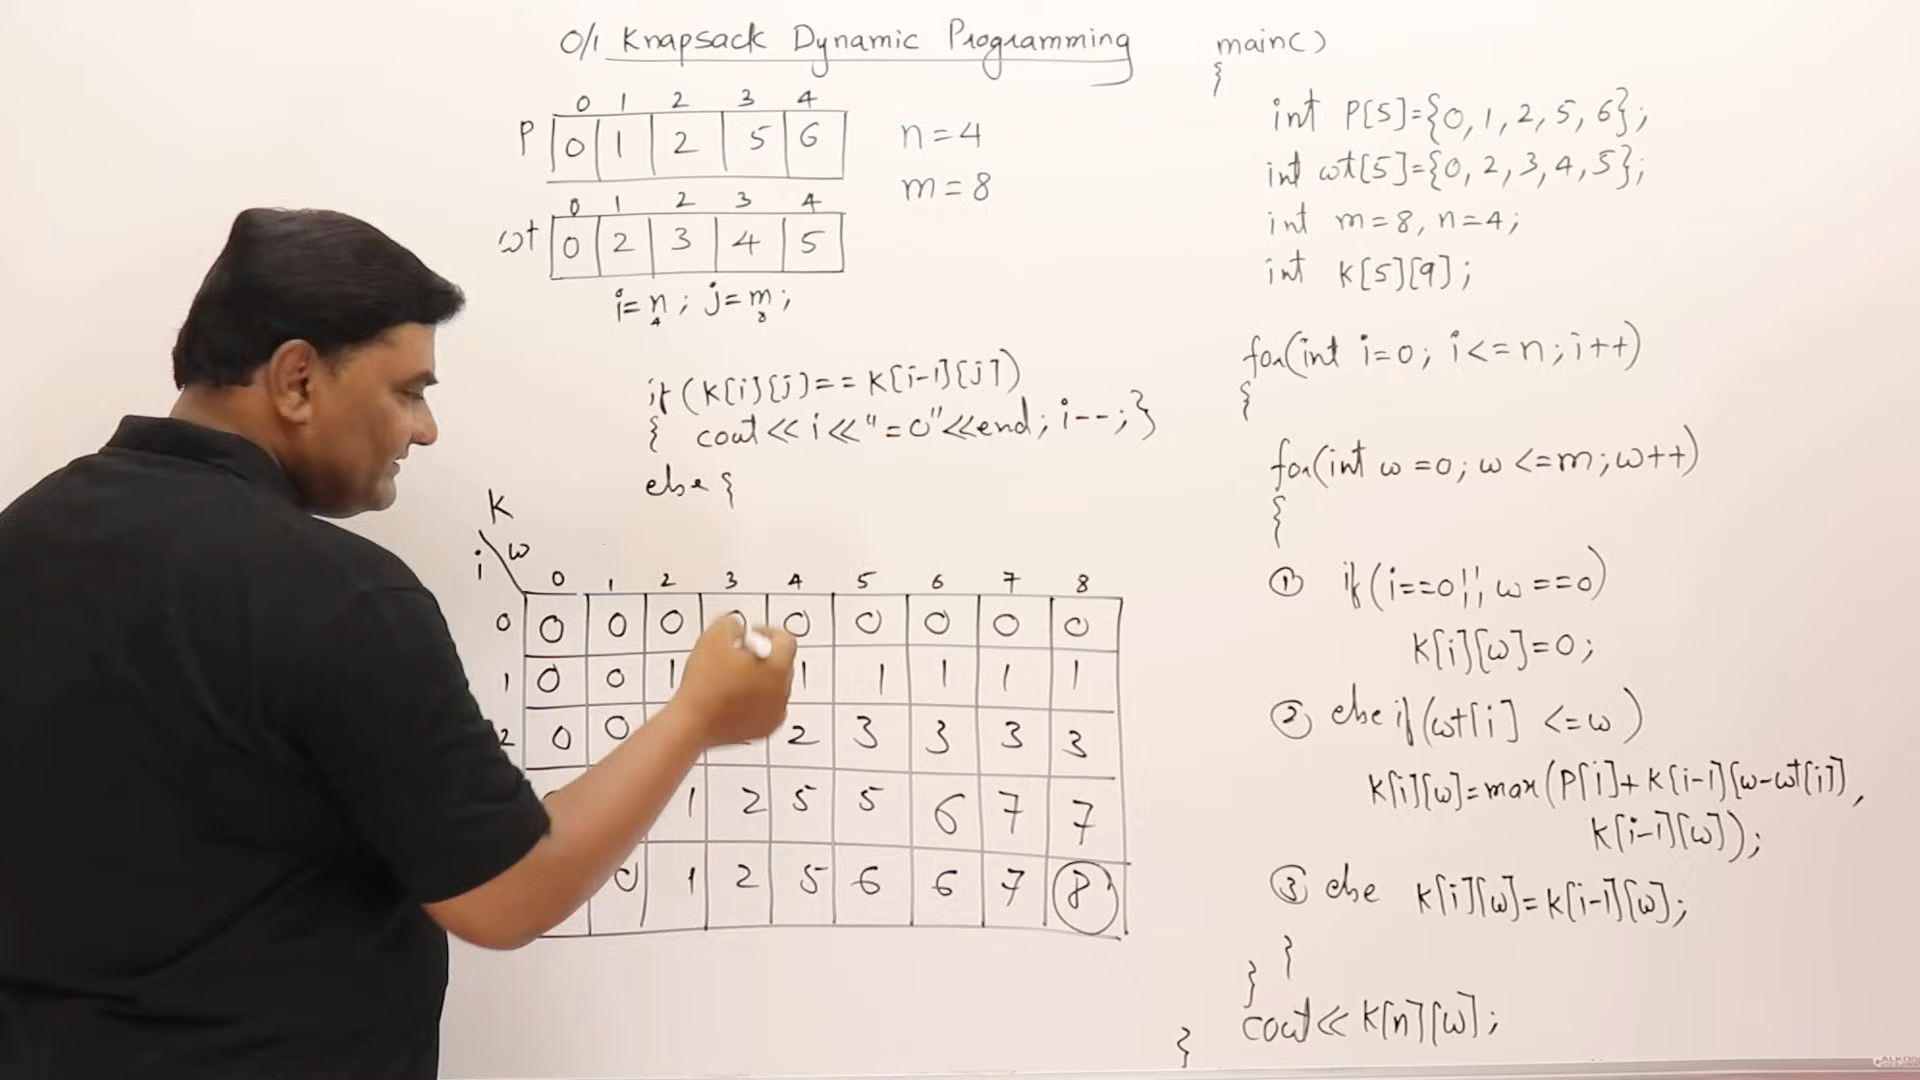 0/1 Knapsack Dynamic Programming
0 1 2 3 4
P 0 1 2 5 6
n=4
m=8
0 1 2 3 4
wt 0 2 3 4 5
i=n; j=m;
4 8
if(K[i][j]==K[i-1][j])
{ cout<<i<<"=0"<<end; i--;}
else {
K
i w
0 1 2 3 4 5 6 7 8
0 0 0 0 0 0 0 0 0 0
1 0 0 1 1 1 1 1 1
2 0 0 2 3 3 3 3
1 2 5 5 6 7 7
0 1 2 5 6 6 7 8
main()
{
int P[5]={0,1,2,5,6};
int wt[5]={0,2,3,4,5};
int m=8, n=4;
int K[5][9];
for(int i=0; i<=n; i++)
{
for(int w=0; w<=m; w++)
{
① if(i==0||w==0)
K[i][w]=0;
② else if(wt[i] <=w)
K[i][w]=max(P[i]+K[i-1][w-wt[i]],
K[i-1][w]);
③ else K[i][w]=K[i-1][w];
}
}
cout<<K[n][w];
}